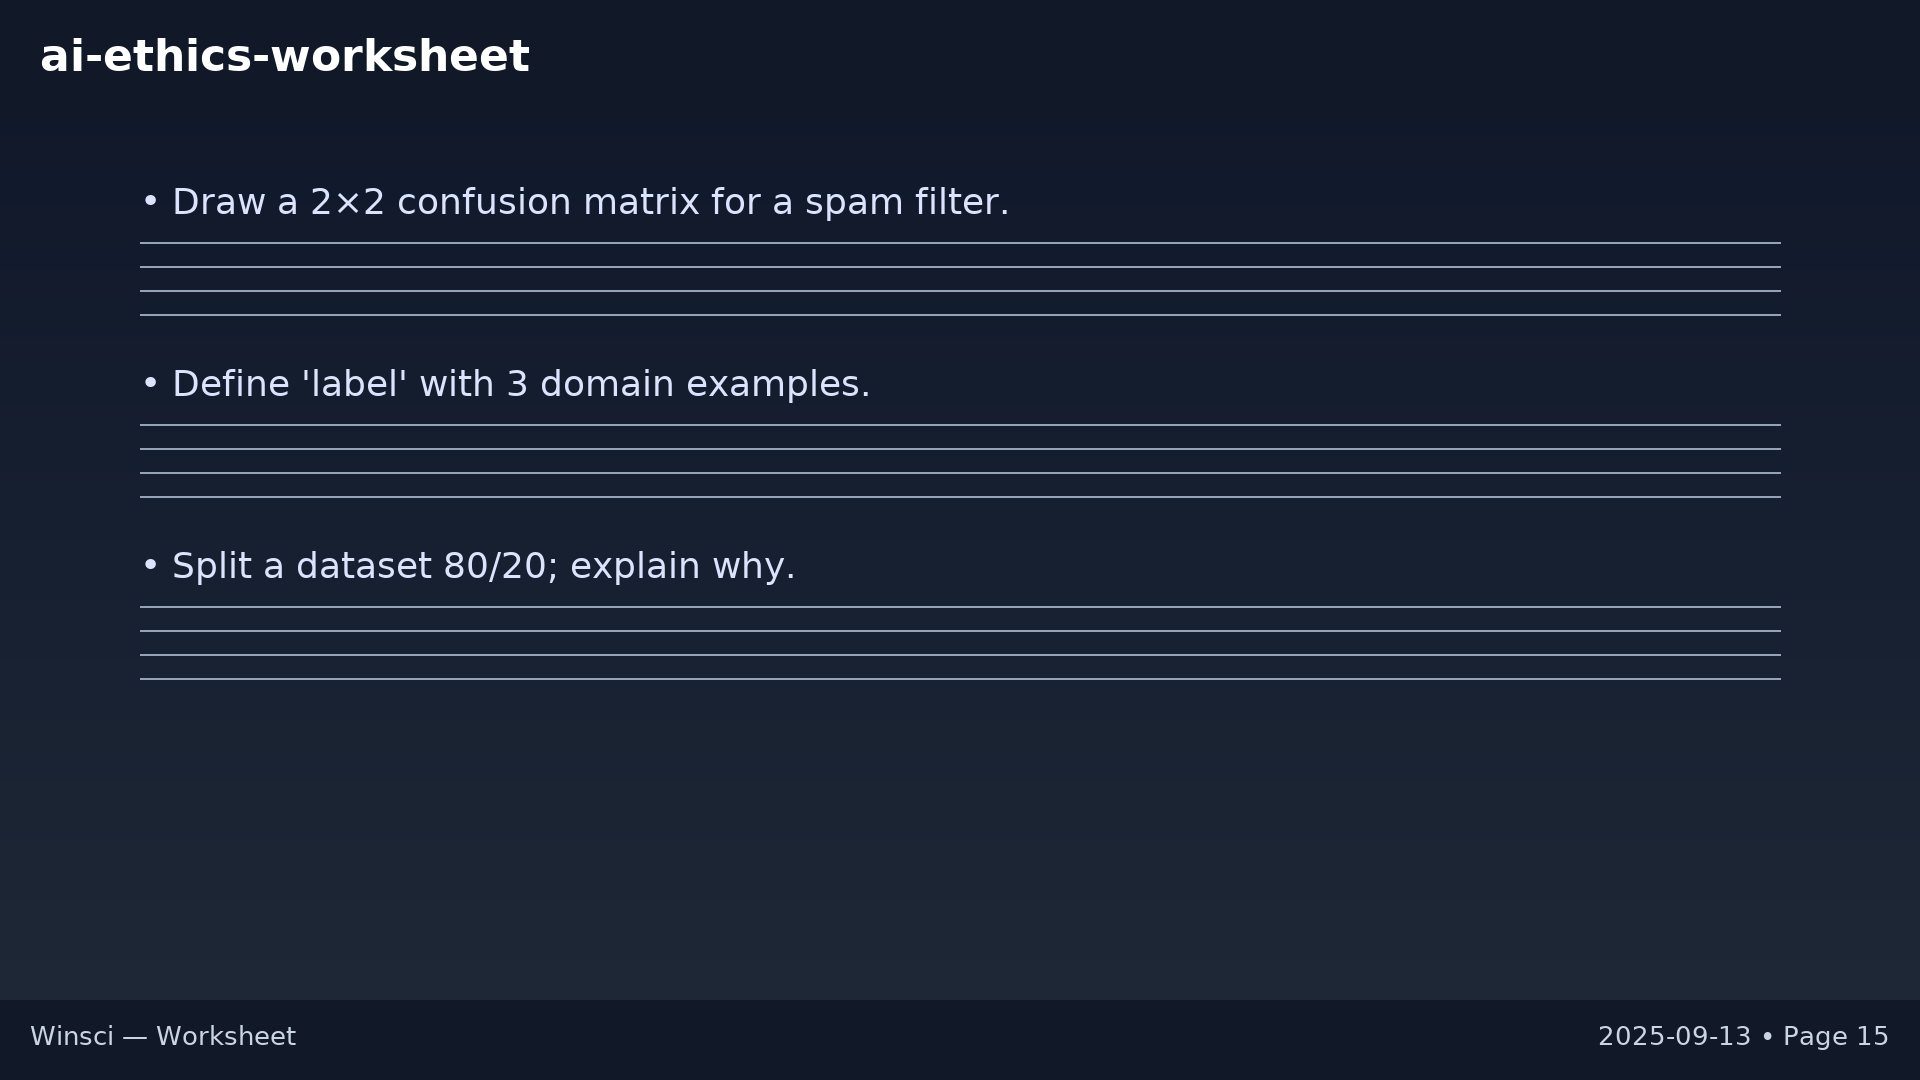 ai-ethics-worksheet
• Draw a 2×2 confusion matrix for a spam filter.
• Define 'label' with 3 domain examples.
• Split a dataset 80/20; explain why.
Winsci — Worksheet
2025-09-13 • Page 15